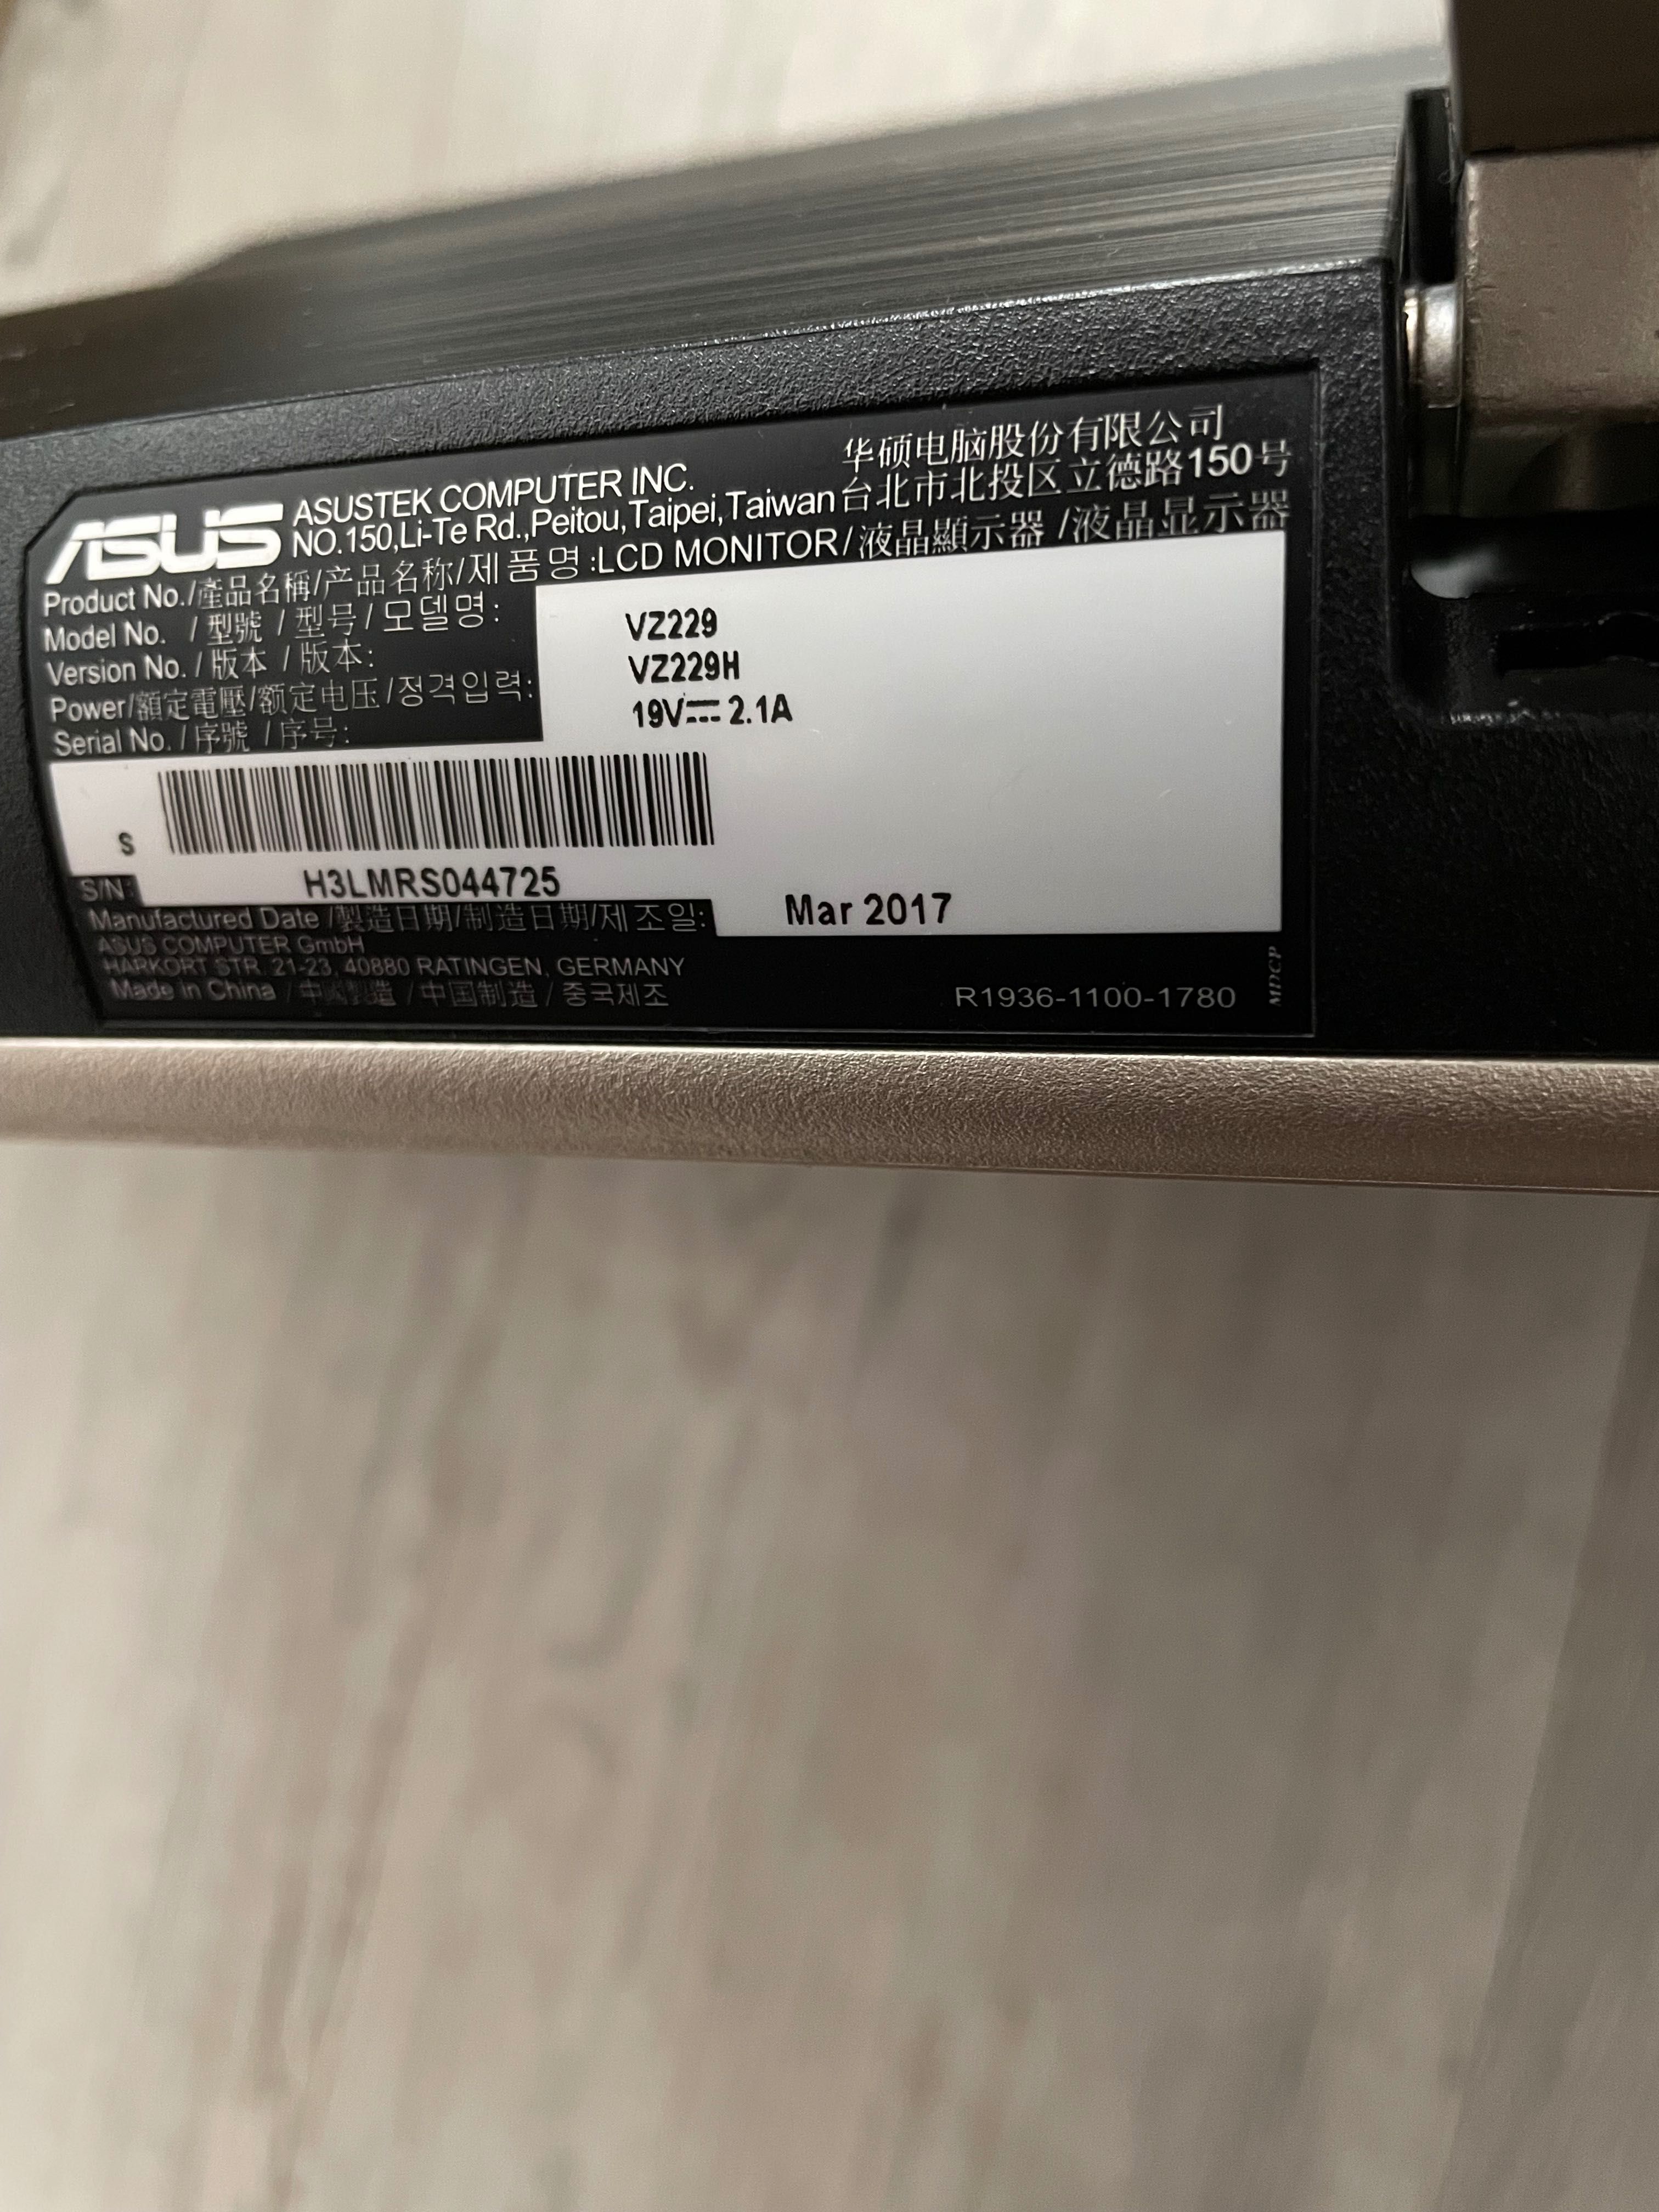 ASUS
ASUSTEK COMPUTER INC.
华硕电脑股份有限公司
NO.150,Li-Te Rd.,Peitou,Taipei,Taiwan
台北市北投区立德路150号
Product No./產品名稱/产品名称/제품명:LCD MONITOR/液晶顯示器 /液晶显示器
Model No. /型號 /型号/모델명: VZ229
Version No. /版本 /版本: VZ229H
Power/額定電壓/额定电压/정격입력: 19V⎓ 2.1A
Serial No. /序號 /序号:
S
S/N: H3LMRS044725
Manufactured Date /製造日期/制造日期/제조일: Mar 2017
ASUS COMPUTER GmbH
HARKORT STR. 21-23, 40880 RATINGEN, GERMANY
Made in China / 中國製造 / 中国制造 / 중국제조
R1936-1100-1780
MDCP